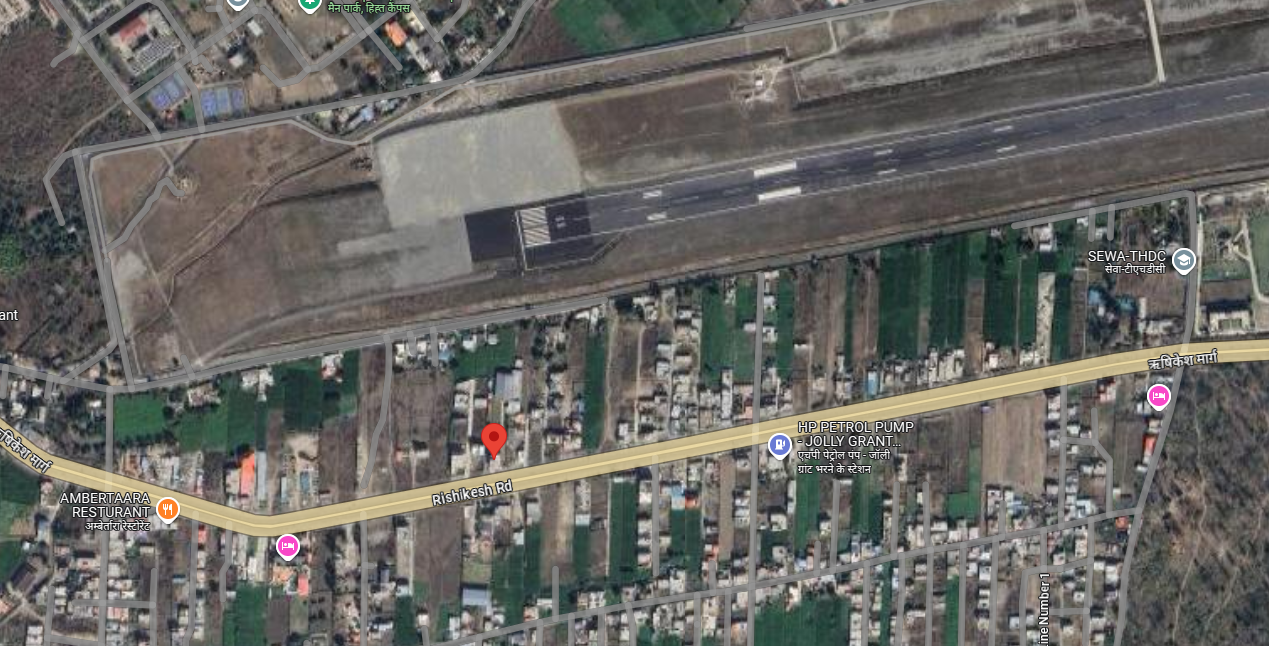 मैन पार्क, हिल्ट कैंपस
SEWA-THDC
सेवा-टीएचडीसी
ant
ऋषिकेश मार्ग
HP PETROL PUMP
- JOLLY GRANT...
एचपी पेट्रोल पंप - जॉली
ग्रांट भरने के स्टेशन
षिकेश मार्ग
Rishikesh Rd
AMBERTAARA
RESTURANT
अम्बेर्तारा रेस्टोरेंट
Line Number 1